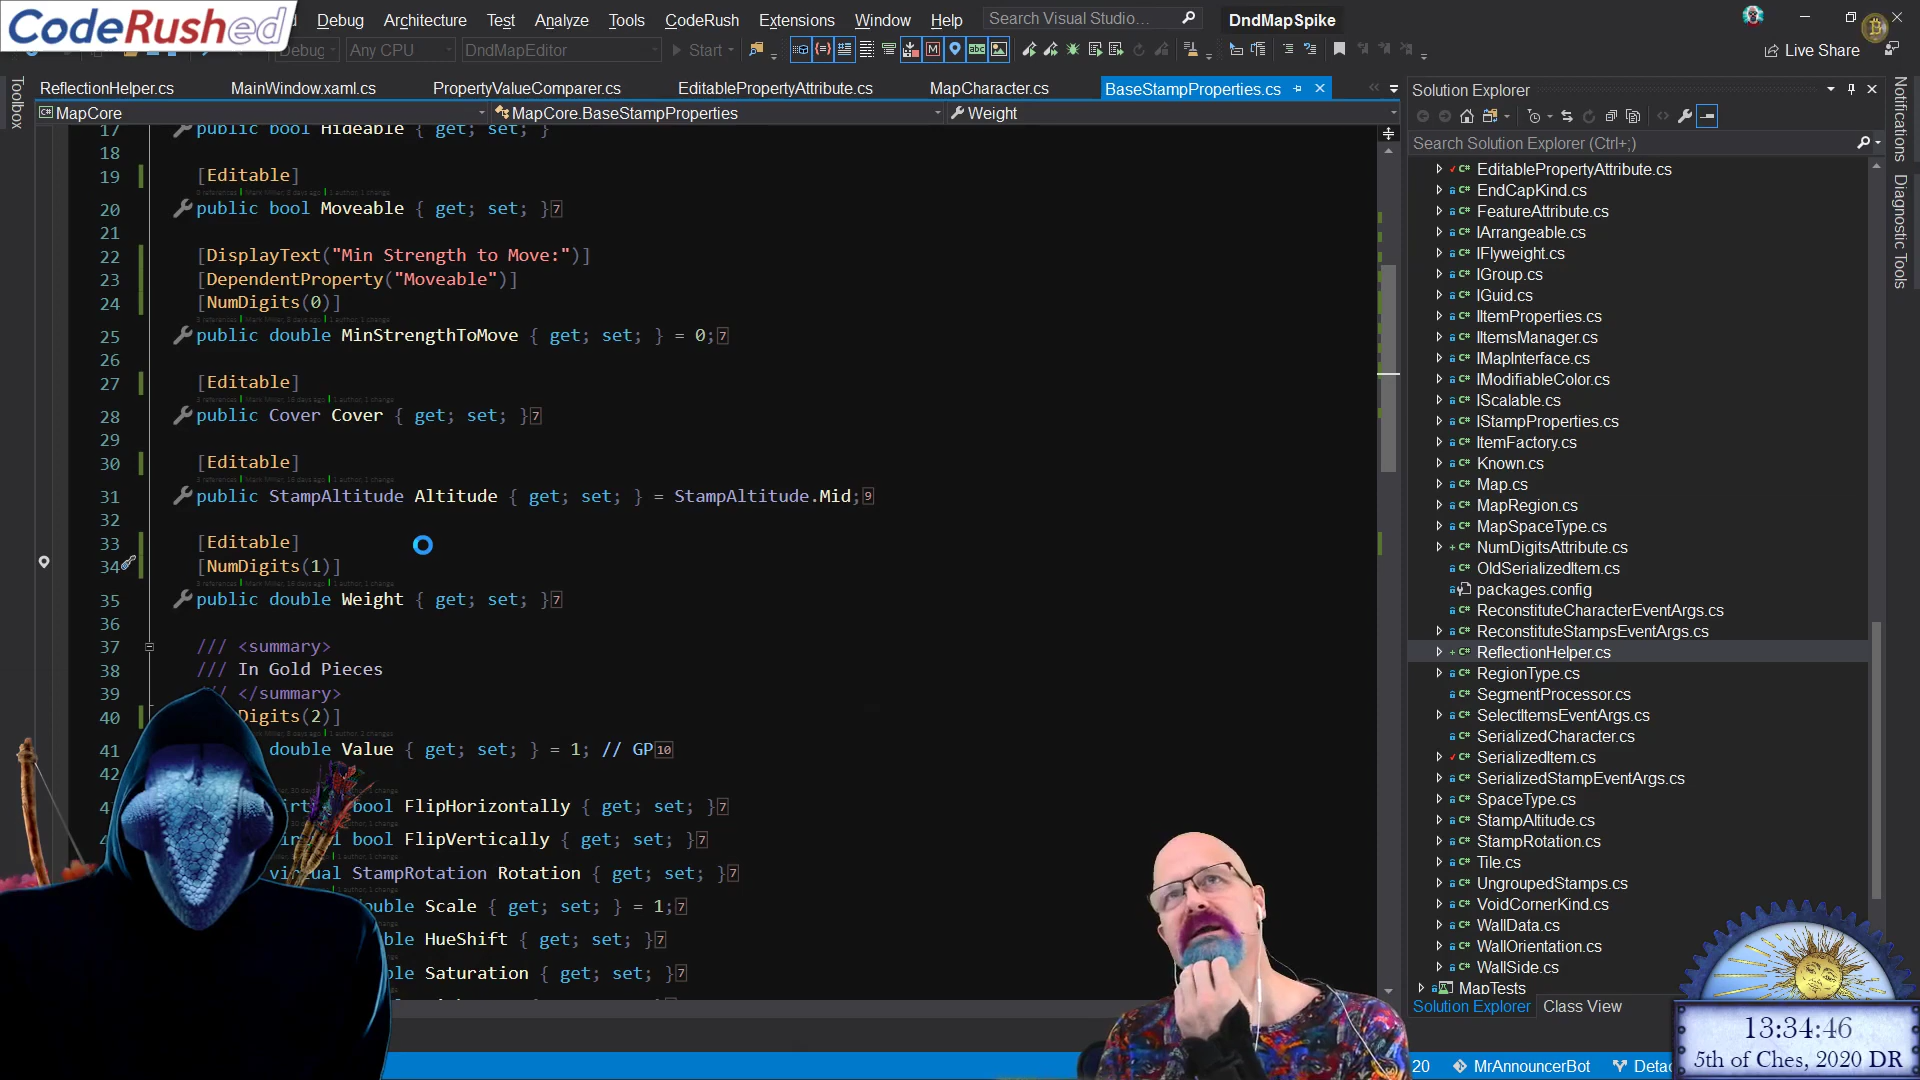 CodeRushed
Debug Architecture Test Analyze Tools CodeRush Extensions Window Help Search Visual Studio... DndMapSpike
Debug Any CPU DndMapEditor Start Live Share
ReflectionHelper.cs MainWindow.xaml.cs PropertyValueComparer.cs EditablePropertyAttribute.cs MapCharacter.cs BaseStampProperties.cs
MapCore MapCore.BaseStampProperties Weight
Toolbox
17 public bool Hideable { get; set; }
18
19 [Editable]
20 public bool Moveable { get; set; }7
21
22 [DisplayText("Min Strength to Move:")]
23 [DependentProperty("Moveable")]
24 [NumDigits(0)]
25 public double MinStrengthToMove { get; set; } = 0;7
26
27 [Editable]
28 public Cover Cover { get; set; }7
29
30 [Editable]
31 public StampAltitude Altitude { get; set; } = StampAltitude.Mid;9
32
33 [Editable]
34 [NumDigits(1)]
35 public double Weight { get; set; }7
36
37 /// <summary>
38 /// In Gold Pieces
39 /// </summary>
40 Digits(2)]
41 double Value { get; set; } = 1; // GP10
42
bool FlipHorizontally { get; set; }7
bool FlipVertically { get; set; }7
virtual StampRotation Rotation { get; set; }7
double Scale { get; set; } = 1;7
HueShift { get; set; }7
Saturation { get; set; }7
Solution Explorer
Search Solution Explorer (Ctrl+;)
EditablePropertyAttribute.cs
EndCapKind.cs
FeatureAttribute.cs
IArrangeable.cs
IFlyweight.cs
IGroup.cs
IGuid.cs
IItemProperties.cs
IItemsManager.cs
IMapInterface.cs
IModifiableColor.cs
IScalable.cs
IStampProperties.cs
ItemFactory.cs
Known.cs
Map.cs
MapRegion.cs
MapSpaceType.cs
NumDigitsAttribute.cs
OldSerializedItem.cs
packages.config
ReconstituteCharacterEventArgs.cs
ReconstituteStampsEventArgs.cs
ReflectionHelper.cs
RegionType.cs
SegmentProcessor.cs
SelectItemsEventArgs.cs
SerializedCharacter.cs
SerializedItem.cs
SerializedStampEventArgs.cs
SpaceType.cs
StampAltitude.cs
StampRotation.cs
Tile.cs
UngroupedStamps.cs
VoidCornerKind.cs
WallData.cs
WallOrientation.cs
WallSide.cs
MapTests
Solution Explorer Class View
Notifications
Diagnostic Tools
13:34:46
5th of Ches, 2020 DR
20 MrAnnouncerBot